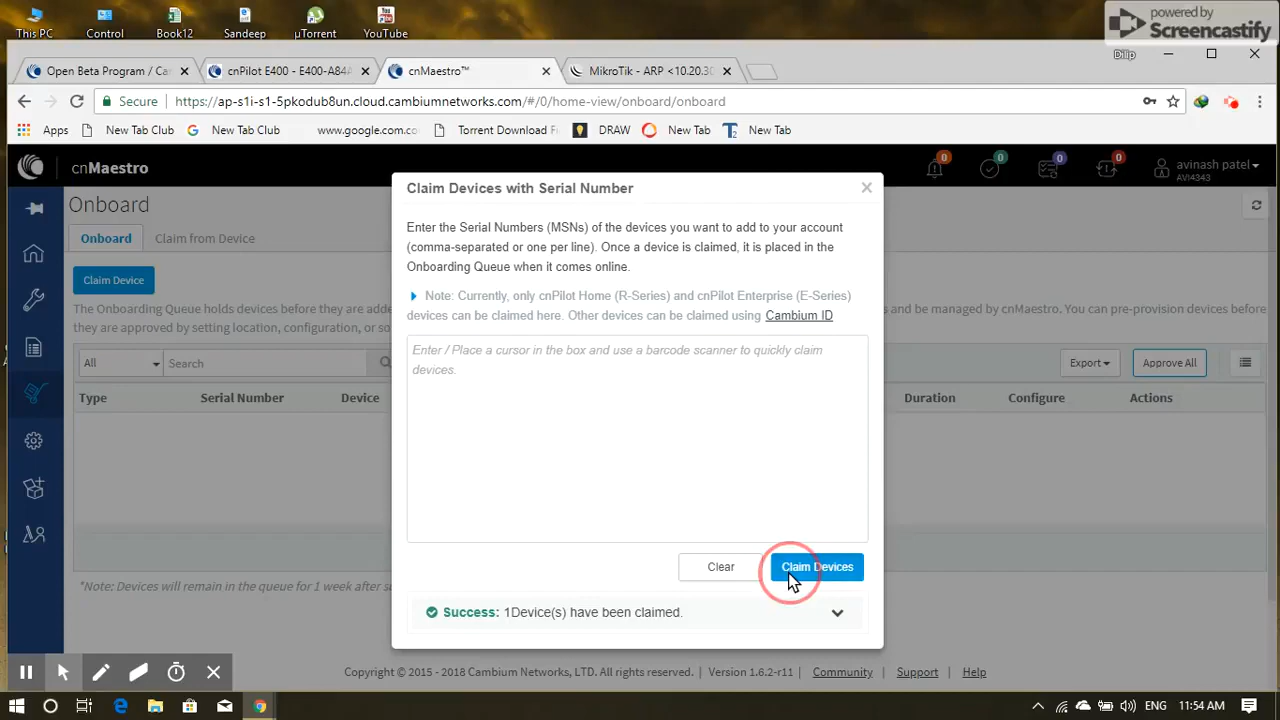 This PC
Control
Book12
Sandeep
µTorrent
YouTube
powered by
Screencastify
Dilip
Open Beta Program / Ca
cnPilot E400 - E400-A84A
cnMaestro™
MikroTik - ARP <10.20.30
Secure
https://ap-s1-s1-5pkodub8un.cloud.cambiumnetworks.com/#/0/home-view/onboard/onboard
Apps
New Tab Club
New Tab Club
www.google.com.co
Torrent Download Fi
DRAW
New Tab
New Tab
cnMaestro
0
0
0
0
avinash patel
AVI4343
Onboard
Onboard
Claim from Device
Claim Device
The Onboarding Queue holds devices before they are adde
s and be managed by cnMaestro. You can pre-provision devices before
they are approved by setting location, configuration, or so
All
Search
Export
Approve All
Type
Serial Number
Device
Duration
Configure
Actions
*Note: Devices will remain in the queue for 1 week after s
Claim Devices with Serial Number
Enter the Serial Numbers (MSNs) of the devices you want to add to your account
(comma-separated or one per line). Once a device is claimed, it is placed in the
Onboarding Queue when it comes online.
Note: Currently, only cnPilot Home (R-Series) and cnPilot Enterprise (E-Series)
devices can be claimed here. Other devices can be claimed using Cambium ID
Enter / Place a cursor in the box and use a barcode scanner to quickly claim
devices.
Clear
Claim Devices
Success: 1Device(s) have been claimed.
Copyright © 2015 - 2018 Cambium Networks, LTD. All rights reserved. | Version 1.6.2-r11 | Community | Support | Help
ENG
11:54 AM